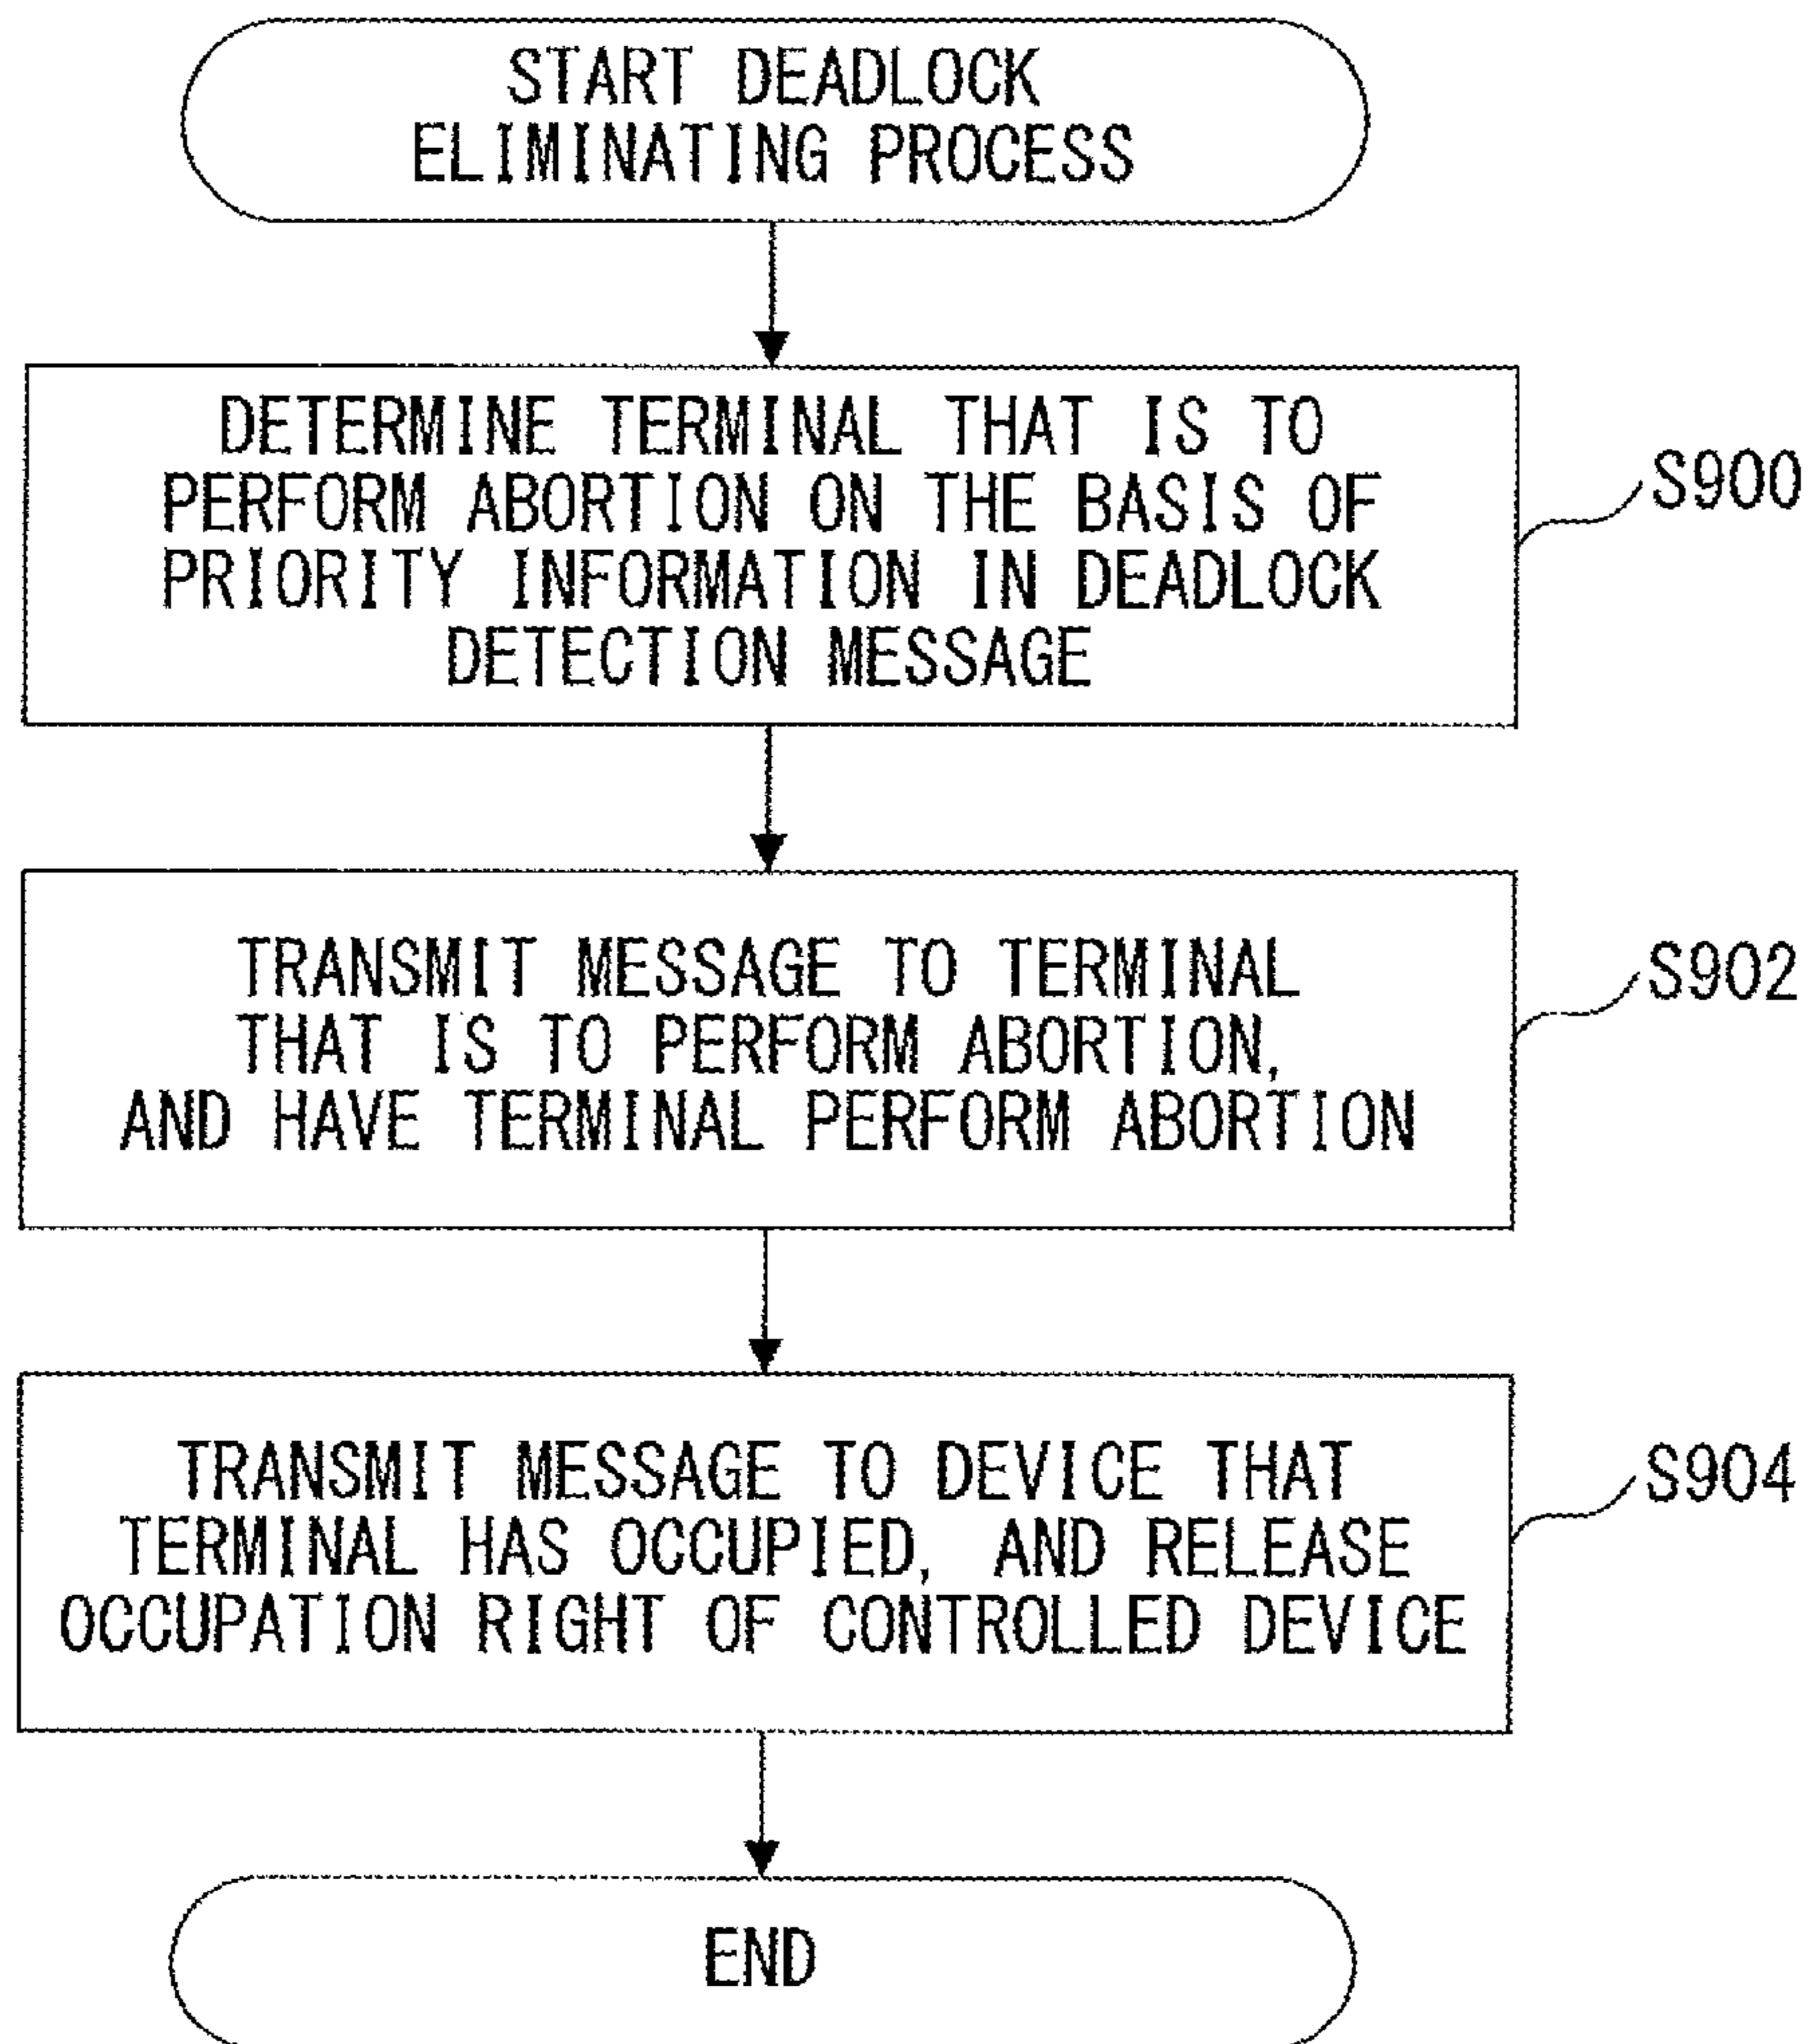 START DEADLOCK
ELIMINATING PROCESS
DETERMINE TERMINAL THAT IS TO
PERFORM ABORTION ON THE BASIS OF
PRIORITY INFORMATION IN DEADLOCK
DETECTION MESSAGE
S900
TRANSMIT MESSAGE TO TERMINAL
THAT IS TO PERFORM ABORTION,
AND HAVE TERMINAL PERFORM ABORTION
S902
TRANSMIT MESSAGE TO DEVICE THAT
TERMINAL HAS OCCUPIED, AND RELEASE
OCCUPATION RIGHT OF CONTROLLED DEVICE
S904
END